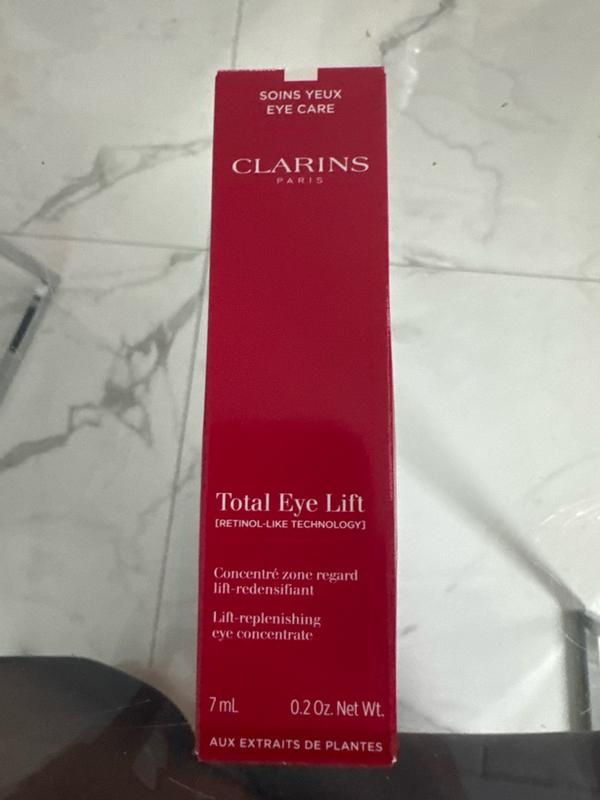 SOINS YEUX
EYE CARE
CLARINS
PARIS
Total Eye Lift
[RETINOL-LIKE TECHNOLOGY]
Concentré zone regard
lift-redensifiant
Lift-replenishing
eye concentrate
7 mL 0.2 Oz. Net Wt.
AUX EXTRAITS DE PLANTES